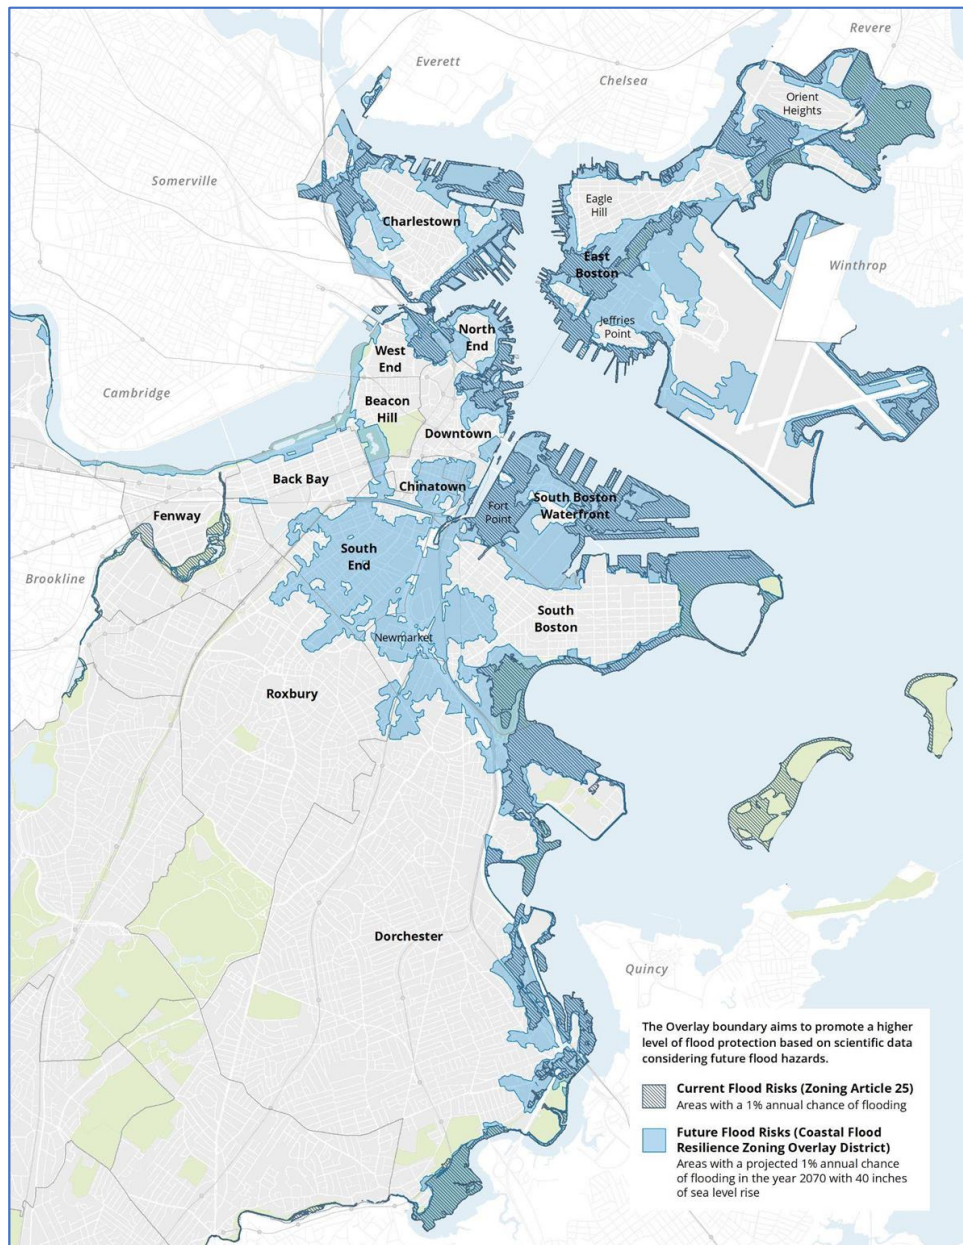 Revere
Everett
Chelsea
Orient
Heights
Somerville
Eagle
Hill
Charlestown
East
Boston
Winthrop
Jeffries
Point
North
End
West
End
Cambridge
Beacon
Hill
Downtown
Back Bay
Chinatown
South Boston
Waterfront
Fort
Point
Fenway
South
End
Brookline
South
Boston
Newmarket
Roxbury
Dorchester
Quincy
The Overlay boundary aims to promote a higher
level of flood protection based on scientific data
considering future flood hazards.
Current Flood Risks (Zoning Article 25)
Areas with a 1% annual chance of flooding
Future Flood Risks (Coastal Flood
Resilience Zoning Overlay District)
Areas with a projected 1% annual chance
of flooding in the year 2070 with 40 inches
of sea level rise